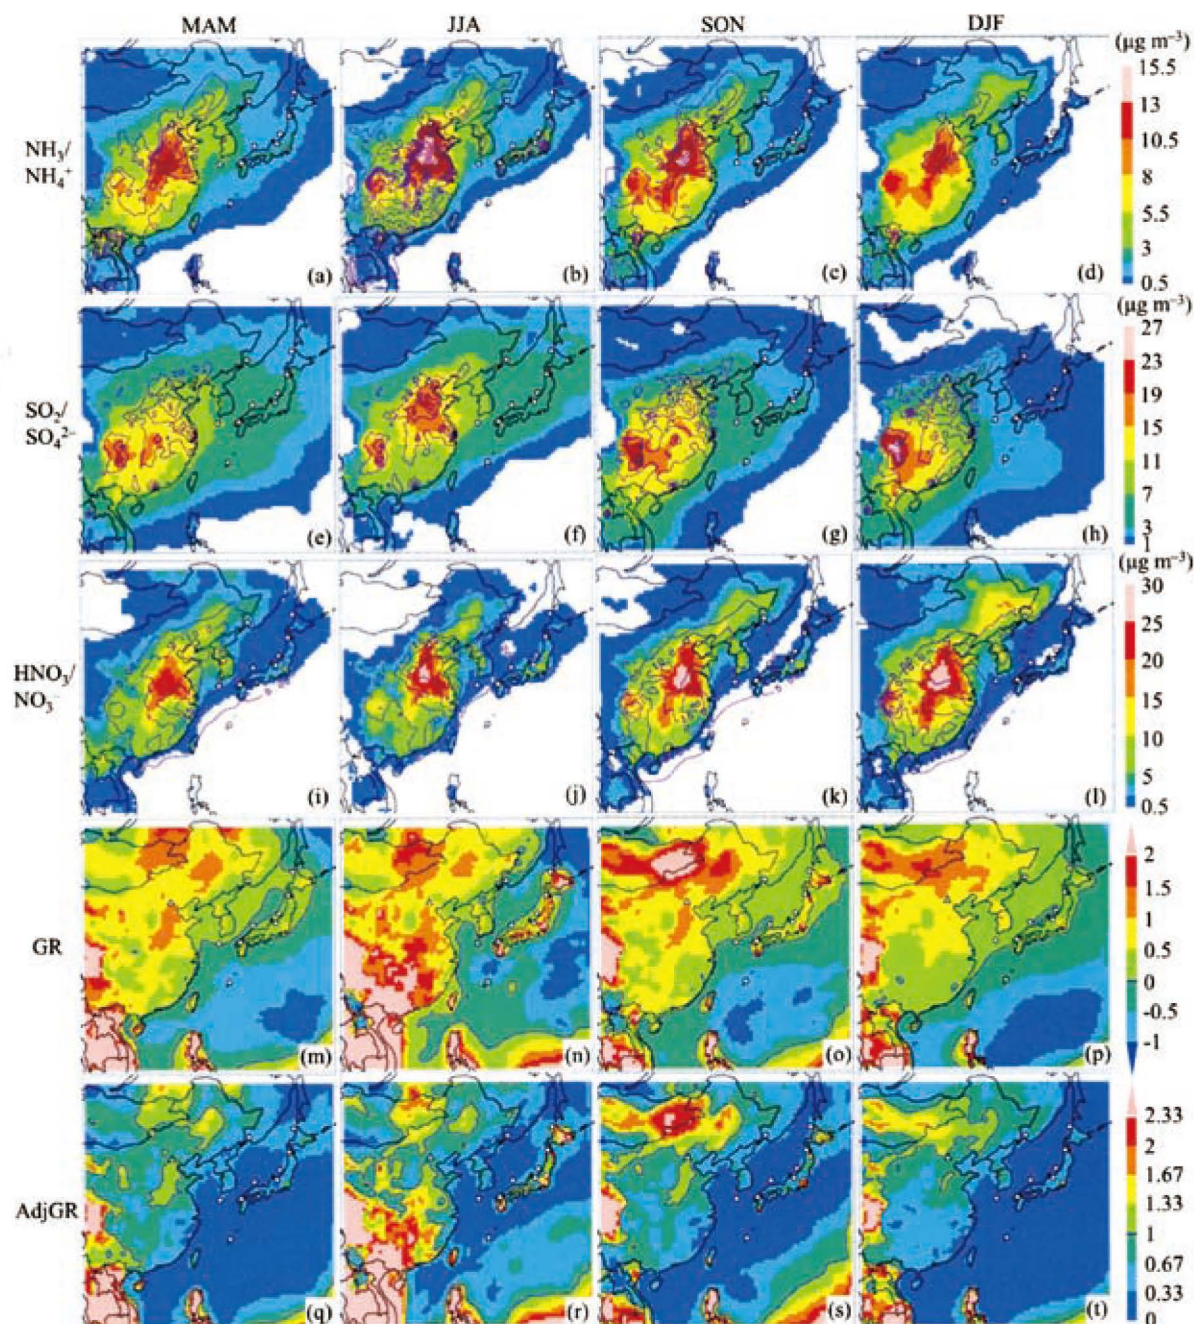 MAM JJA SON DJF
(μg m⁻³)
15.5
13
10.5
8
5.5
3
0.5
NH₃/
NH₄⁺
(a) (b) (c) (d)
(μg m⁻³)
27
23
19
15
11
7
3
1
SO₂/
SO₄²⁻
(e) (f) (g) (h)
(μg m⁻³)
30
25
20
15
10
5
0.5
HNO₃/
NO₃⁻
(i) (j) (k) (l)
2
1.5
1
0.5
0
-0.5
-1
GR
(m) (n) (o) (p)
2.33
2
1.67
1.33
1
0.67
0.33
0
AdjGR
(q) (r) (s) (t)